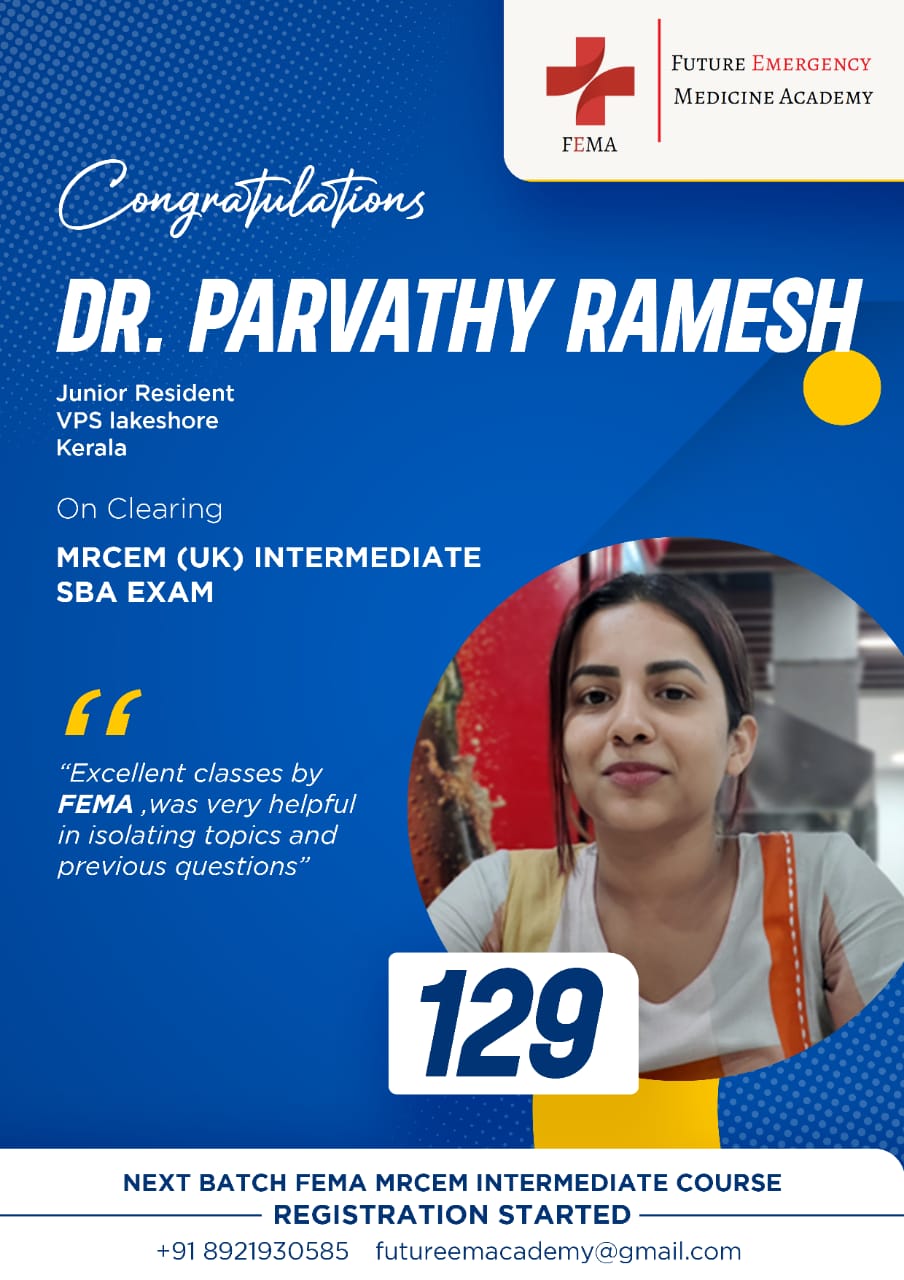 FUTURE EMERGENCY
MEDICINE ACADEMY
FEMA
Congratulations
DR. PARVATHY RAMESH
Junior Resident
VPS lakeshore
Kerala
On Clearing
MRCEM (UK) INTERMEDIATE
SBA EXAM
“
“Excellent classes by
FEMA ,was very helpful
in isolating topics and
previous questions”
129
NEXT BATCH FEMA MRCEM INTERMEDIATE COURSE
REGISTRATION STARTED
+91 8921930585 futureemacademy@gmail.com